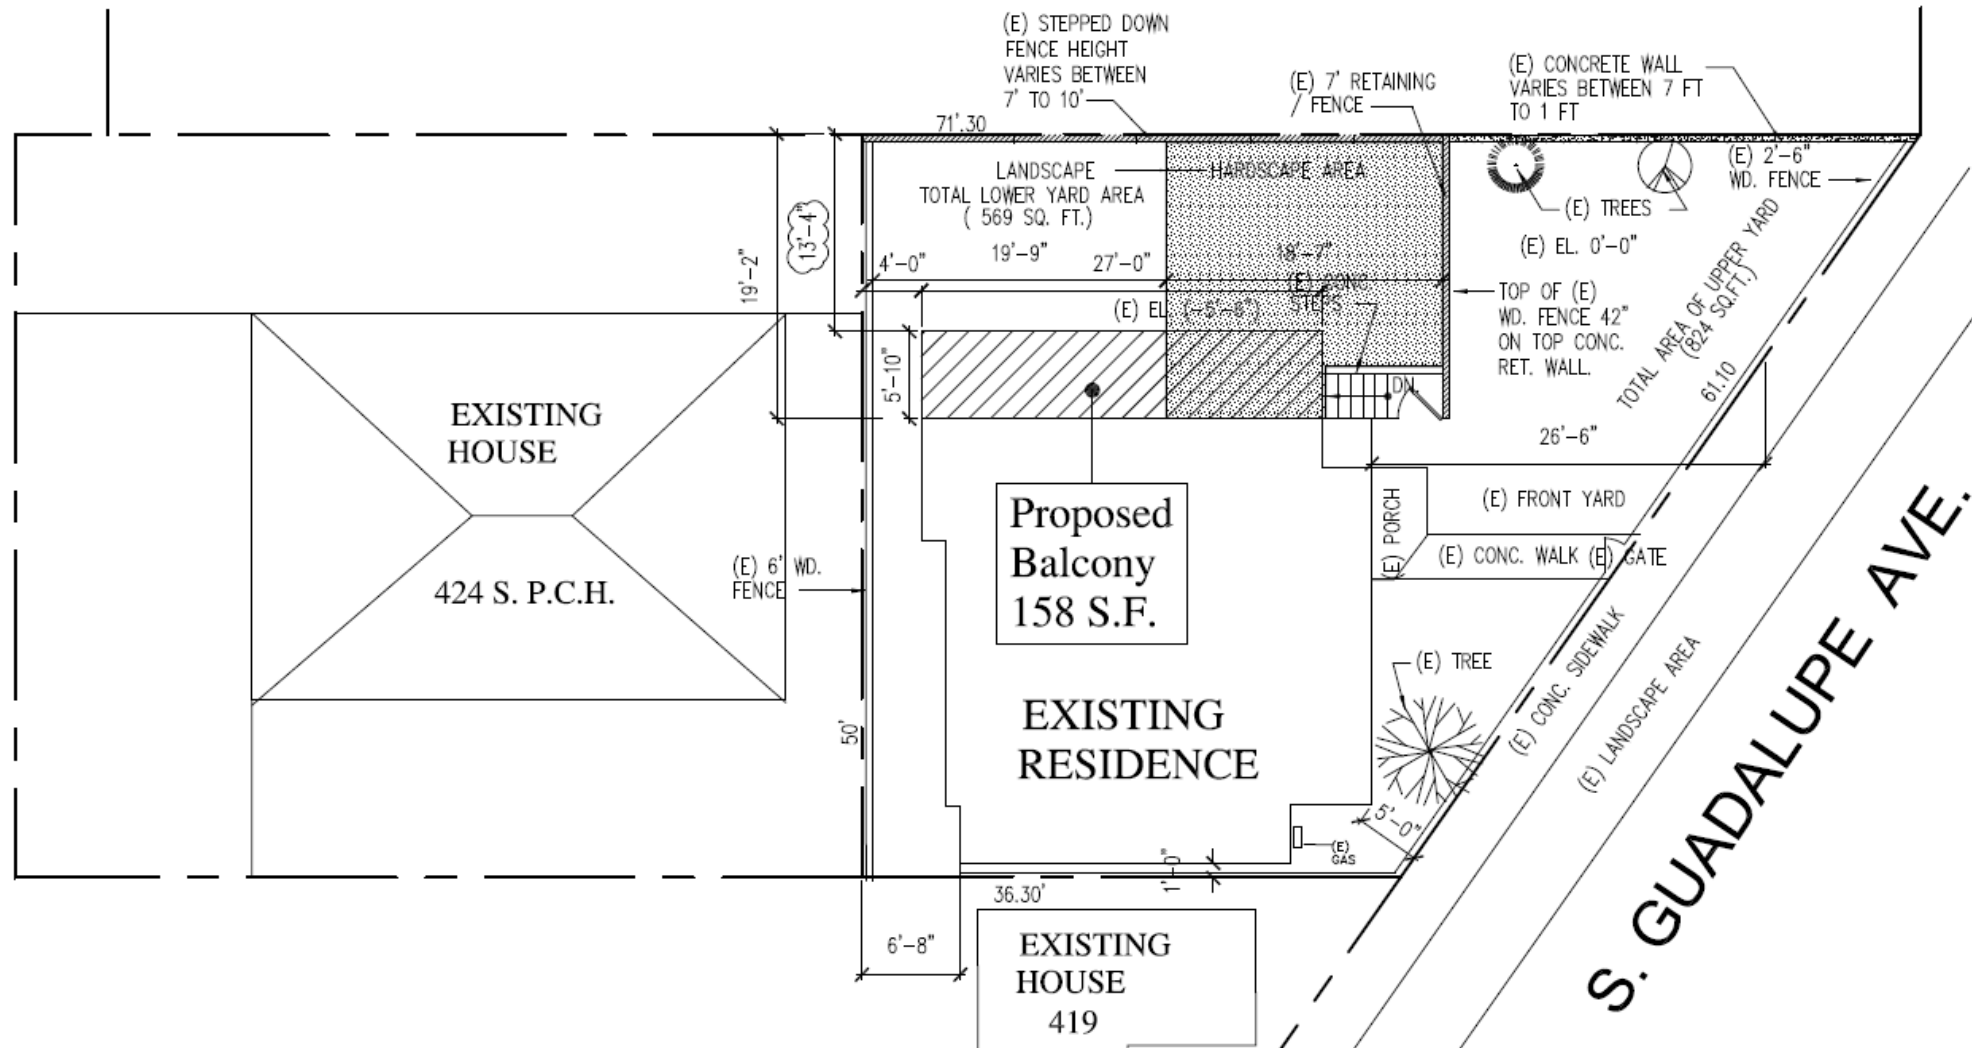 (E) STEPPED DOWN
FENCE HEIGHT
VARIES BETWEEN
7' TO 10'
(E) 7' RETAINING
/ FENCE
(E) CONCRETE WALL
VARIES BETWEEN 7 FT
TO 1 FT
71'.30
LANDSCAPE
HARDSCAPE AREA
TOTAL LOWER YARD AREA
( 569 SQ. FT.)
(E) 2'-6"
WD. FENCE
(E) TREES
(E) EL. 0'-0"
19'-2"
13'-4"
4'-0"
19'-9"
27'-0"
18'-7"
(E) CONC.
STEPS
(E) EL (-5'-8")
TOP OF (E)
WD. FENCE 42"
ON TOP CONC.
RET. WALL.
TOTAL AREA OF UPPER YARD
(824 SQ.FT.)
61.10
5'-10"
DN.
26'-6"
EXISTING
HOUSE
424 S. P.C.H.
(E) 6' WD.
FENCE
Proposed
Balcony
158 S.F.
(E) PORCH
(E) FRONT YARD
(E) CONC. WALK
(E) GATE
(E) TREE
(E) CONC. SIDEWALK
(E) LANDSCAPE AREA
S. GUADALUPE AVE.
50'
EXISTING
RESIDENCE
5'-0"
(E)
GAS
1'-0"
36.30'
6'-8"
EXISTING
HOUSE
419